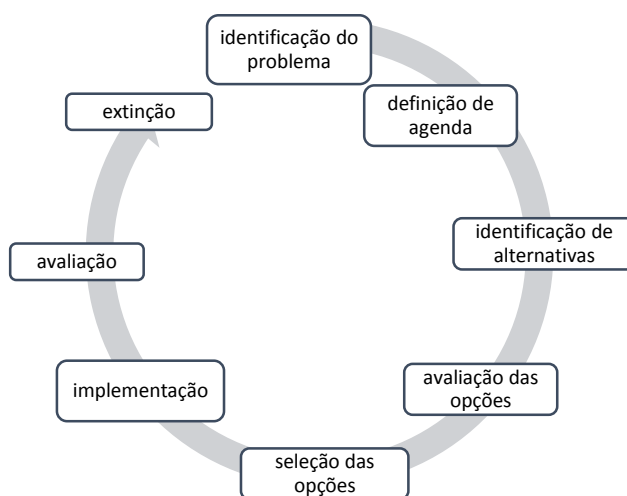 identificação do
problema
definição de
agenda
identificação de
alternativas
avaliação das
opções
seleção das
opções
implementação
avaliação
extinção